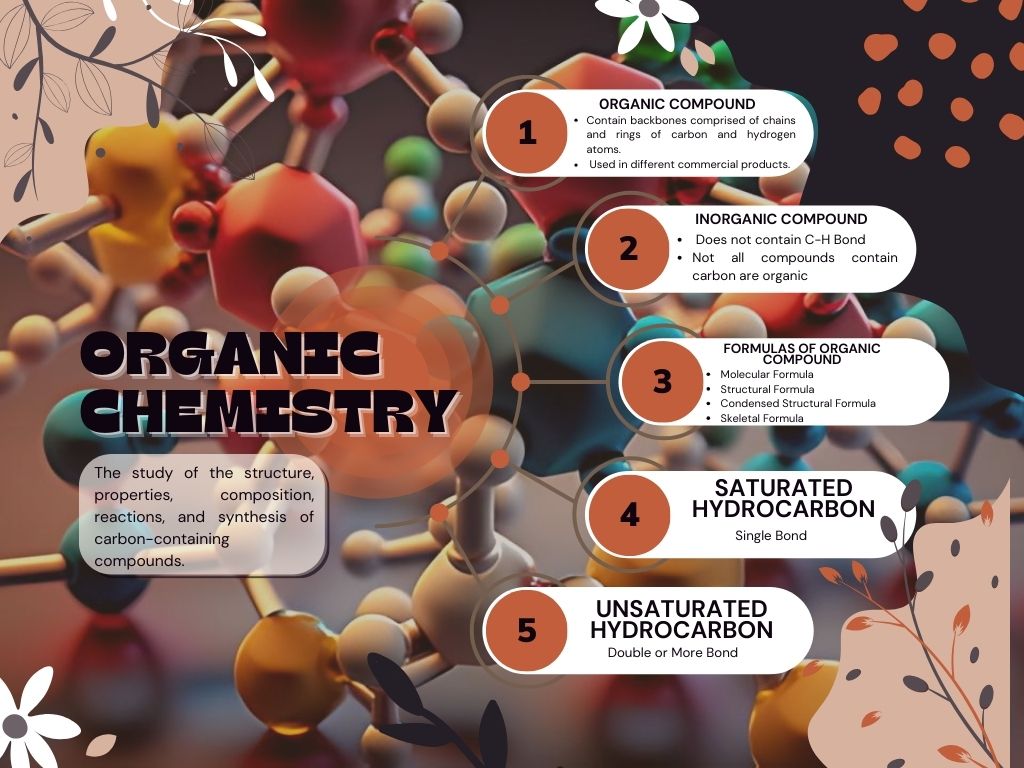 ORGANIC
CHEMISTRY
The study of the structure,
properties, composition,
reactions, and synthesis of
carbon-containing
compounds.
1
ORGANIC COMPOUND
• Contain backbones comprised of chains
and rings of carbon and hydrogen
atoms.
• Used in different commercial products.
2
INORGANIC COMPOUND
• Does not contain C-H Bond
• Not all compounds contain
carbon are organic
3
FORMULAS OF ORGANIC
COMPOUND
• Molecular Formula
• Structural Formula
• Condensed Structural Formula
• Skeletal Formula
4
SATURATED
HYDROCARBON
Single Bond
5
UNSATURATED
HYDROCARBON
Double or More Bond